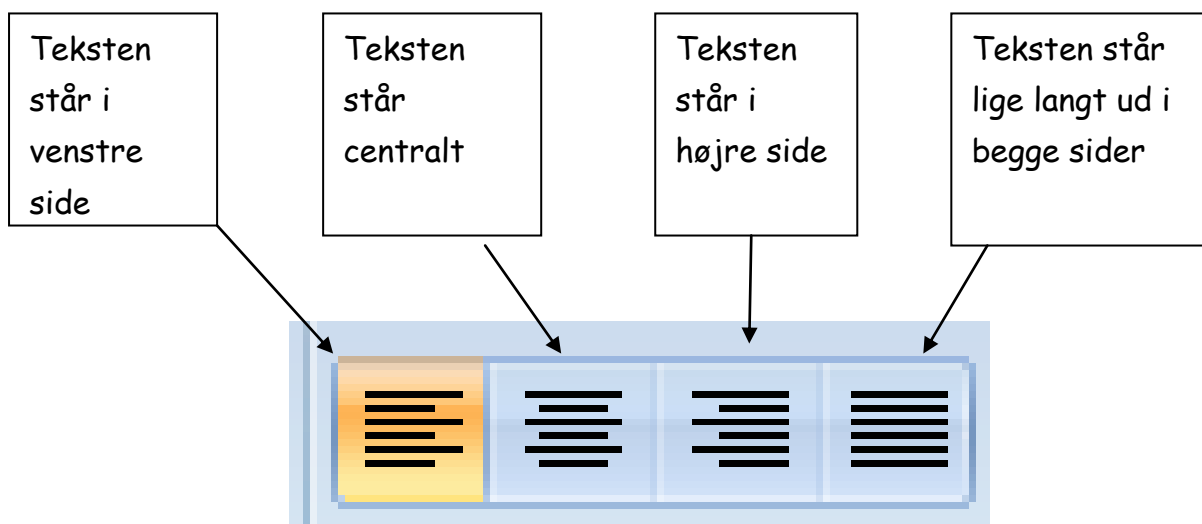 Teksten
står i
venstre
side
Teksten
står
centralt
Teksten
står i
højre side
Teksten står
lige langt ud i
begge sider